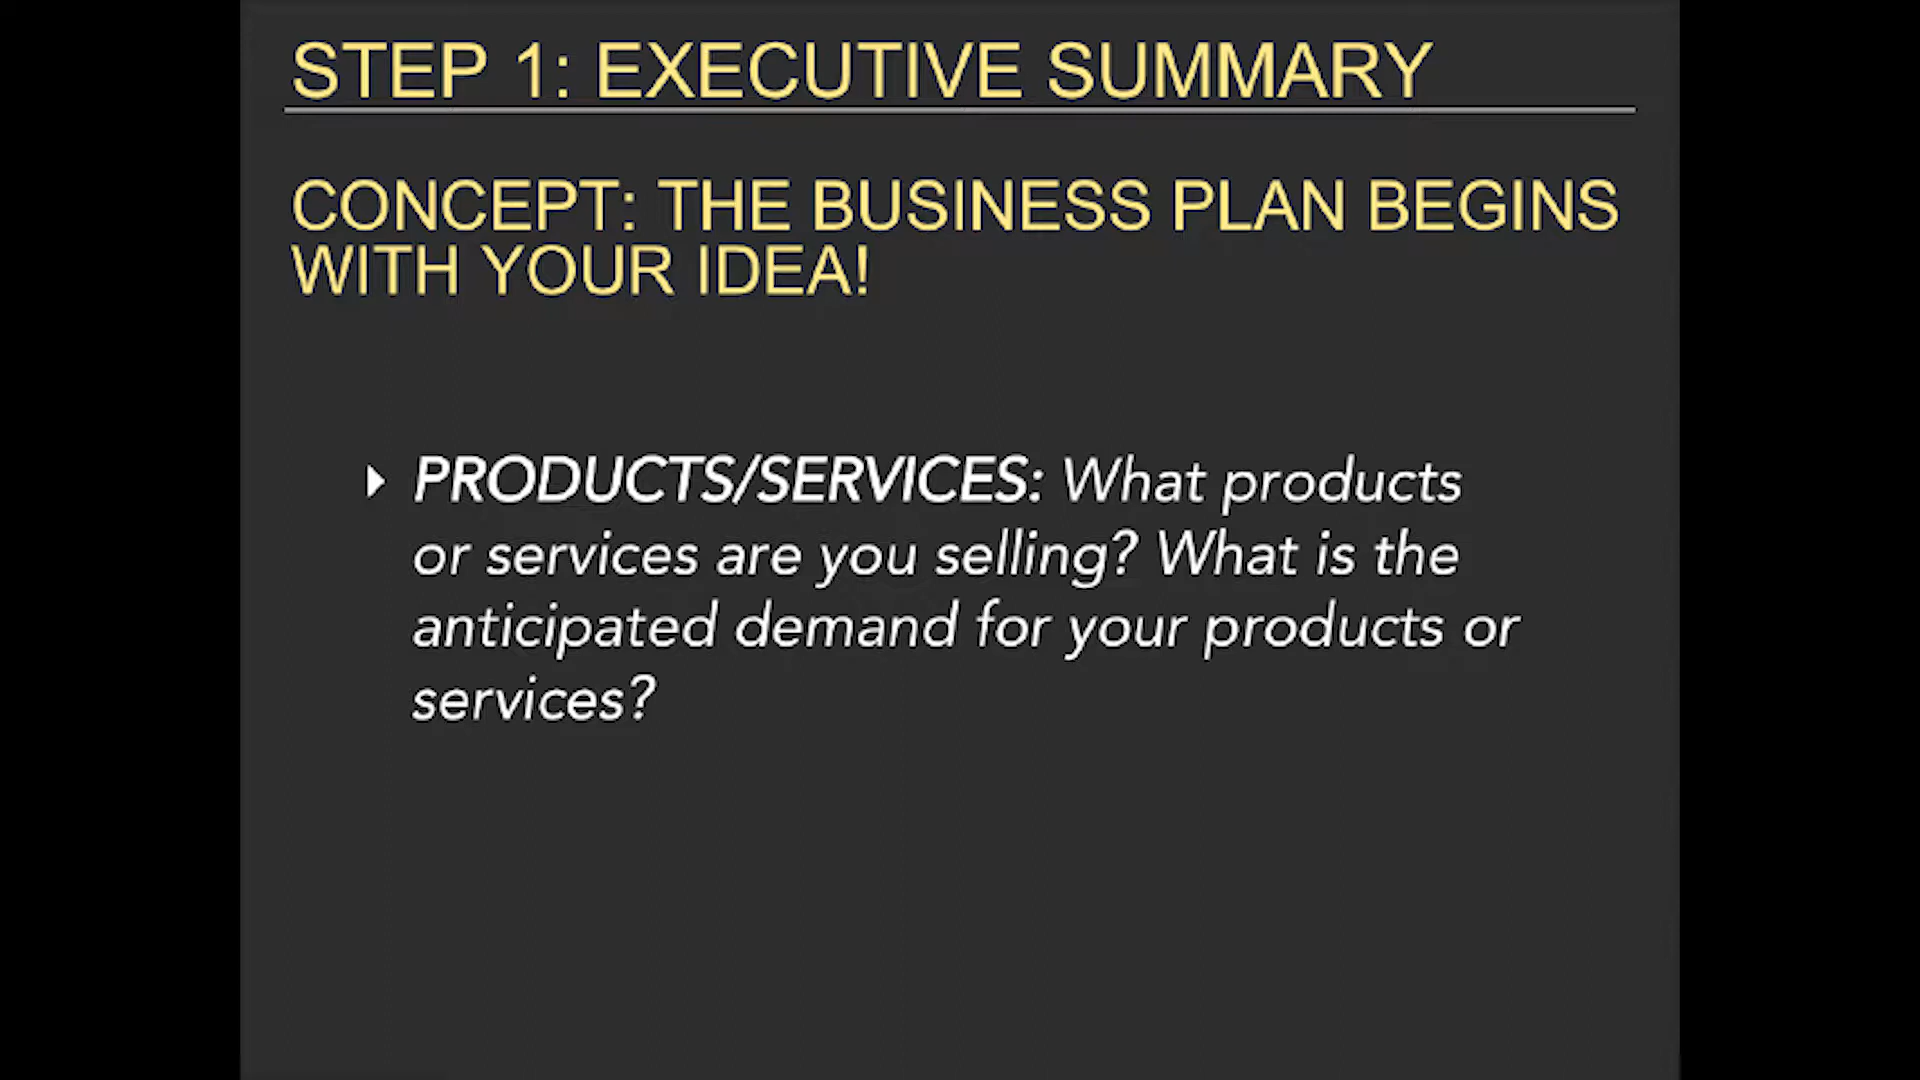 STEP 1: EXECUTIVE SUMMARY
CONCEPT: THE BUSINESS PLAN BEGINS
WITH YOUR IDEA!
PRODUCTS/SERVICES: What products
or services are you selling? What is the
anticipated demand for your products or
services?